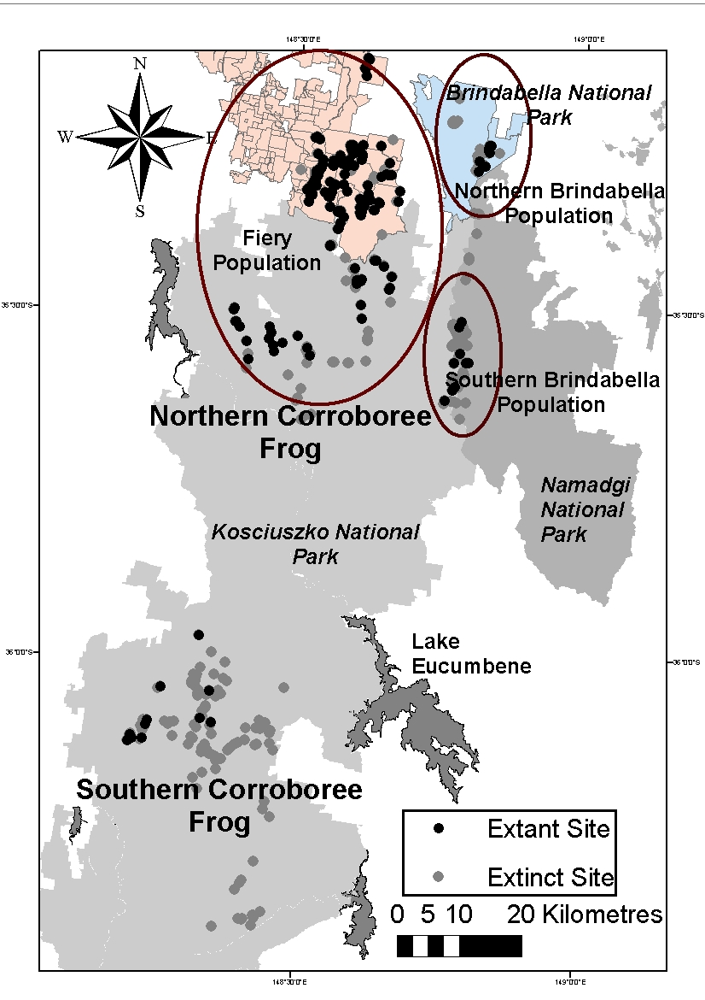 148°30'0"E
149°0'0"E
N
W
E
S
Brindabella National
Park
Northern Brindabella
Population
Fiery
Population
35°30'0"S
35°30'0"S
Southern Brindabella
Population
Northern Corroboree
Frog
Namadgi
National
Park
Kosciuszko National
Park
Lake
Eucumbene
36°0'0"S
36°0'0"S
Southern Corroboree
Frog
Extant Site
Extinct Site
0 5 10 20 Kilometres
148°30'0"E
149°0'0"E